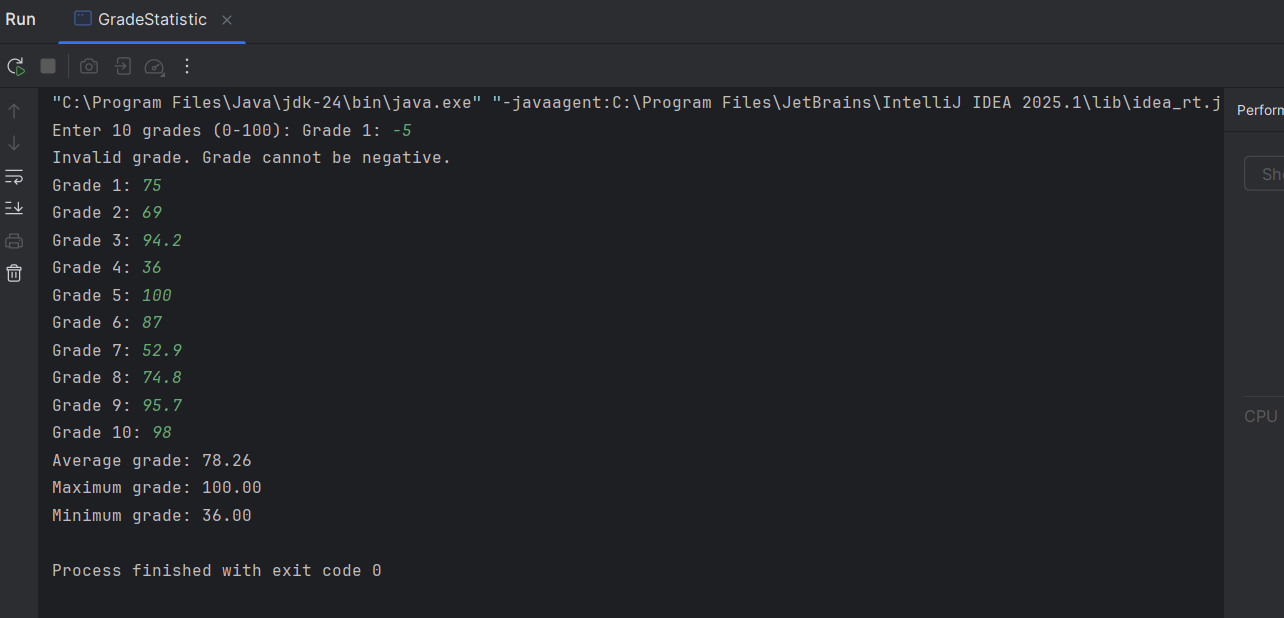 Run GradeStatistic
"C:\Program Files\Java\jdk-24\bin\java.exe" "-javaagent:C:\Program Files\JetBrains\IntelliJ IDEA 2025.1\lib\idea_rt.j
Enter 10 grades (0-100): Grade 1: -5
Invalid grade. Grade cannot be negative.
Grade 1: 75
Grade 2: 69
Grade 3: 94.2
Grade 4: 36
Grade 5: 100
Grade 6: 87
Grade 7: 52.9
Grade 8: 74.8
Grade 9: 95.7
Grade 10: 98
Average grade: 78.26
Maximum grade: 100.00
Minimum grade: 36.00
Process finished with exit code 0
Perform
Sh
CPU